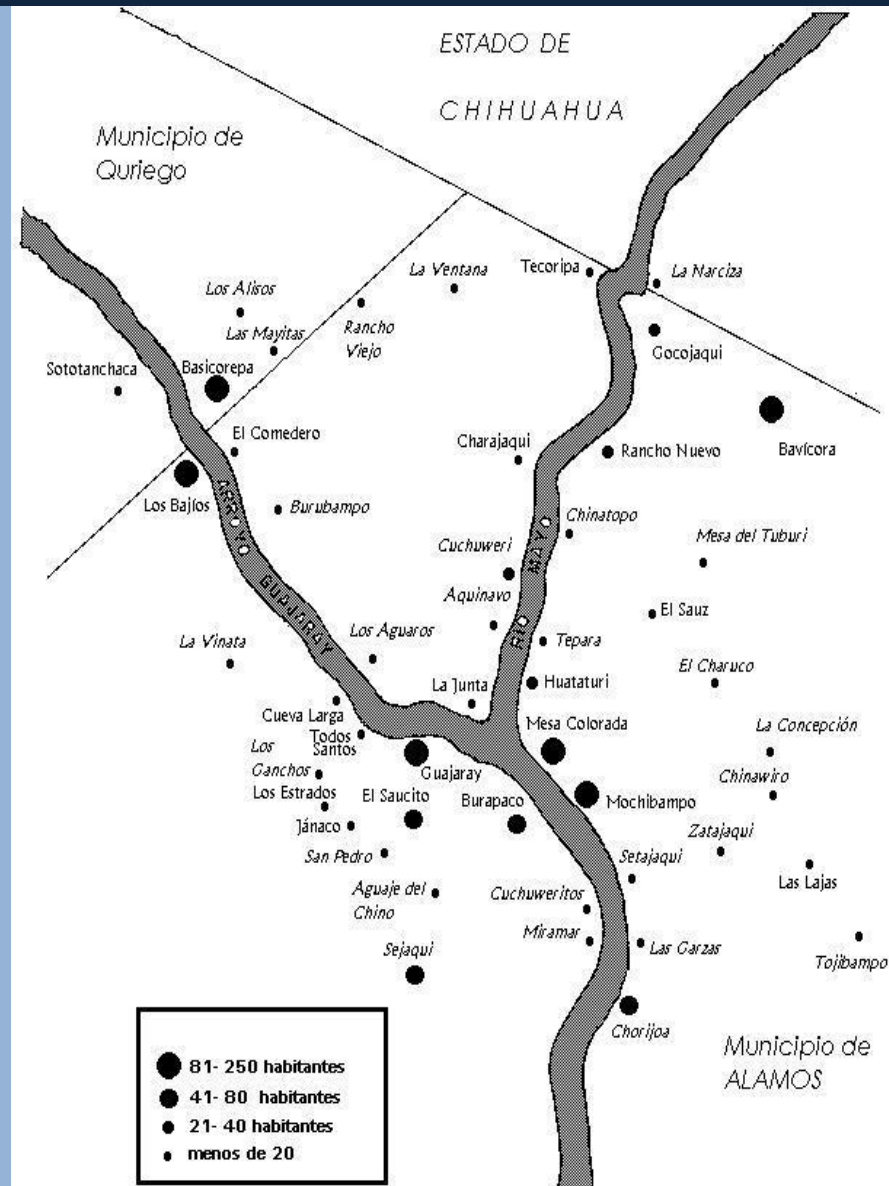 ESTADO DE
CHIHUAHUA
Municipio de
Quriego
La Ventana
Tecoripa
La Narciza
Los Alisos
Rancho
Viejo
Las Mayitas
Gocojaqui
Sototanchaca
Basicorepa
El Comedero
Charajaqui
Rancho Nuevo
Bavícora
Los Bajíos
Burubampo
Chinatopo
Cuchuweri
Mesa del Tuburi
Aquinavo
El Sauz
ARROYO GUAJARAY
RIO MAYO
La Vinata
Los Aguaros
Tepara
El Charuco
La Junta
Huataturi
Cueva Larga
Todos
Santos
Mesa Colorada
La Concepción
Los
Ganchos
Guajaray
Chinawiro
Los Estrados
El Saucito
Burapaco
Mochibampo
Jánaco
Zatajaqui
San Pedro
Setajaqui
Las Lajas
Aguaje del
Chino
Cuchuweritos
Miramar
Las Garzas
Tojibampo
Sejaqui
Chorijoa
Municipio de
ALAMOS
81- 250 habitantes
41- 80 habitantes
21- 40 habitantes
menos de 20